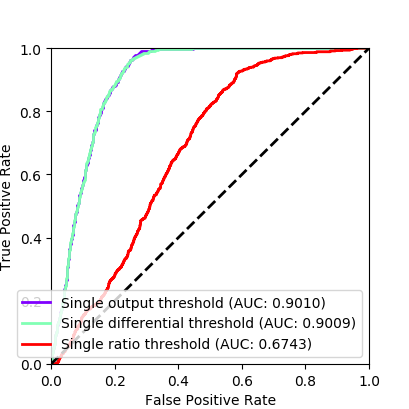 1.0
0.8
0.6
0.4
0.2
0.0
True Positive Rate
Single output threshold (AUC: 0.9010)
Single differential threshold (AUC: 0.9009)
Single ratio threshold (AUC: 0.6743)
0.0 0.2 0.4 0.6 0.8 1.0
False Positive Rate